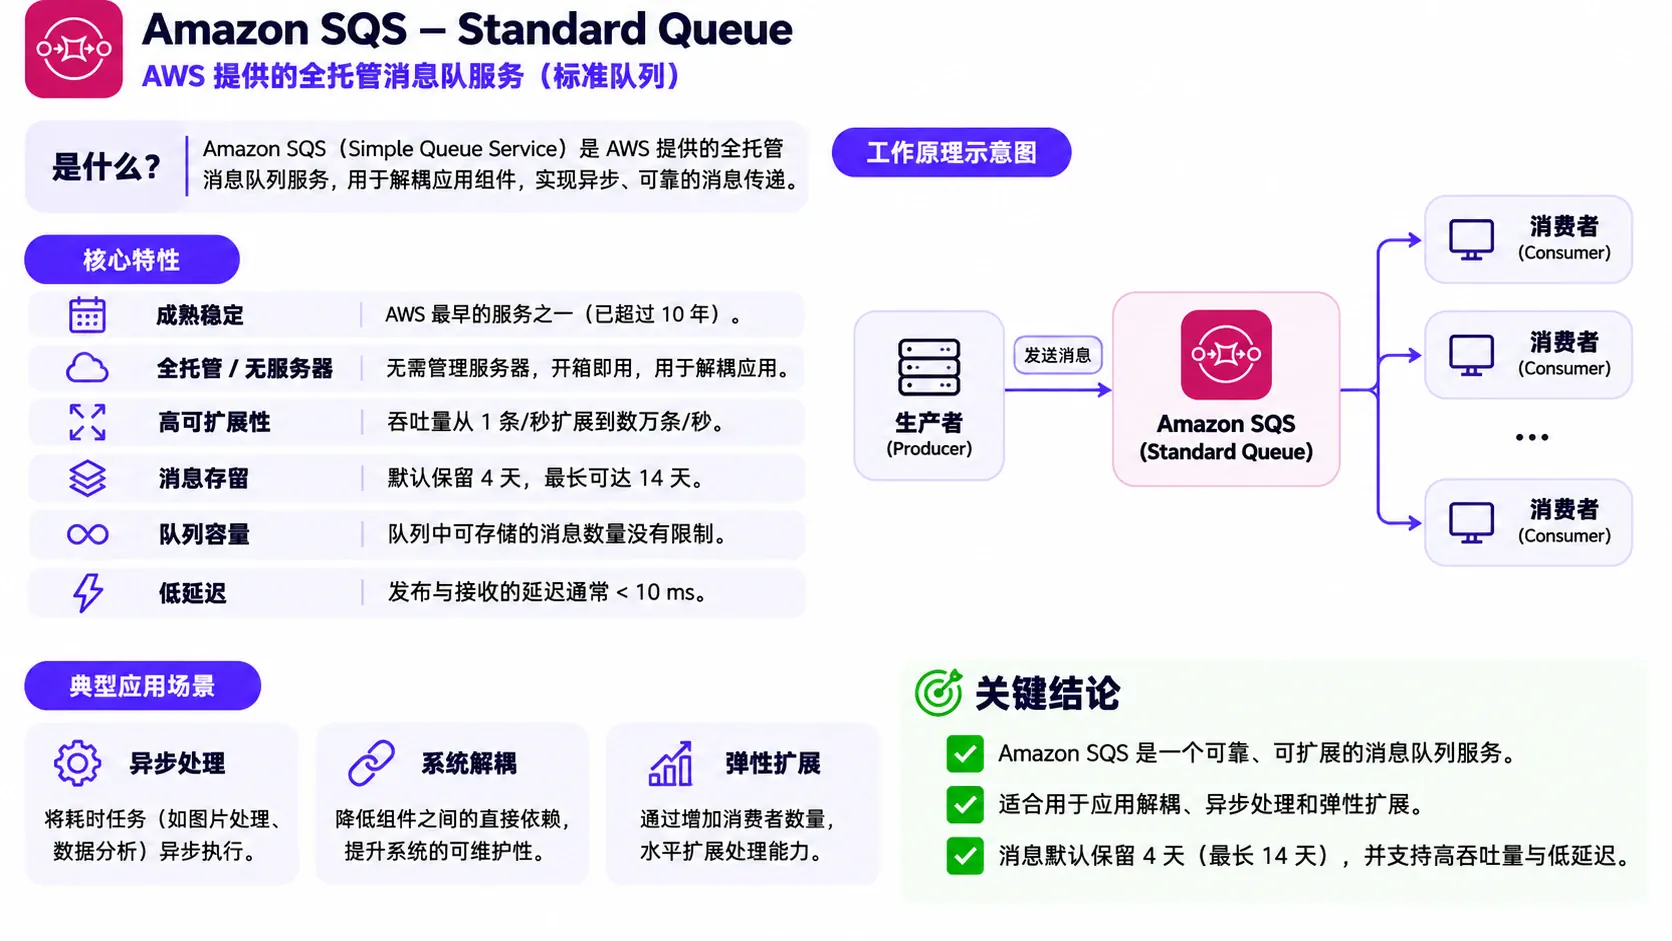 Amazon SQS – Standard Queue
AWS 提供的全托管消息队服务（标准队列）
是什么？
Amazon SQS（Simple Queue Service）是 AWS 提供的全托管
消息队列服务，用于解耦应用组件，实现异步、可靠的消息传递。
核心特性
成熟稳定
AWS 最早的服务之一（已超过 10 年）。
全托管 / 无服务器
无需管理服务器，开箱即用，用于解耦应用。
高可扩展性
吞吐量从 1 条/秒扩展到数万条/秒。
消息存留
默认保留 4 天，最长可达 14 天。
队列容量
队列中可存储的消息数量没有限制。
低延迟
发布与接收的延迟通常 < 10 ms。
工作原理示意图
生产者
(Producer)
发送消息
Amazon SQS
(Standard Queue)
消费者
(Consumer)
消费者
(Consumer)
...
消费者
(Consumer)
典型应用场景
异步处理
将耗时任务（如图片处理、
数据分析）异步执行。
系统解耦
降低组件之间的直接依赖，
提升系统的可维护性。
弹性扩展
通过增加消费者数量，
水平扩展处理能力。
关键结论
Amazon SQS 是一个可靠、可扩展的消息队列服务。
适合用于应用解耦、异步处理和弹性扩展。
消息默认保留 4 天（最长 14 天），并支持高吞吐量与低延迟。